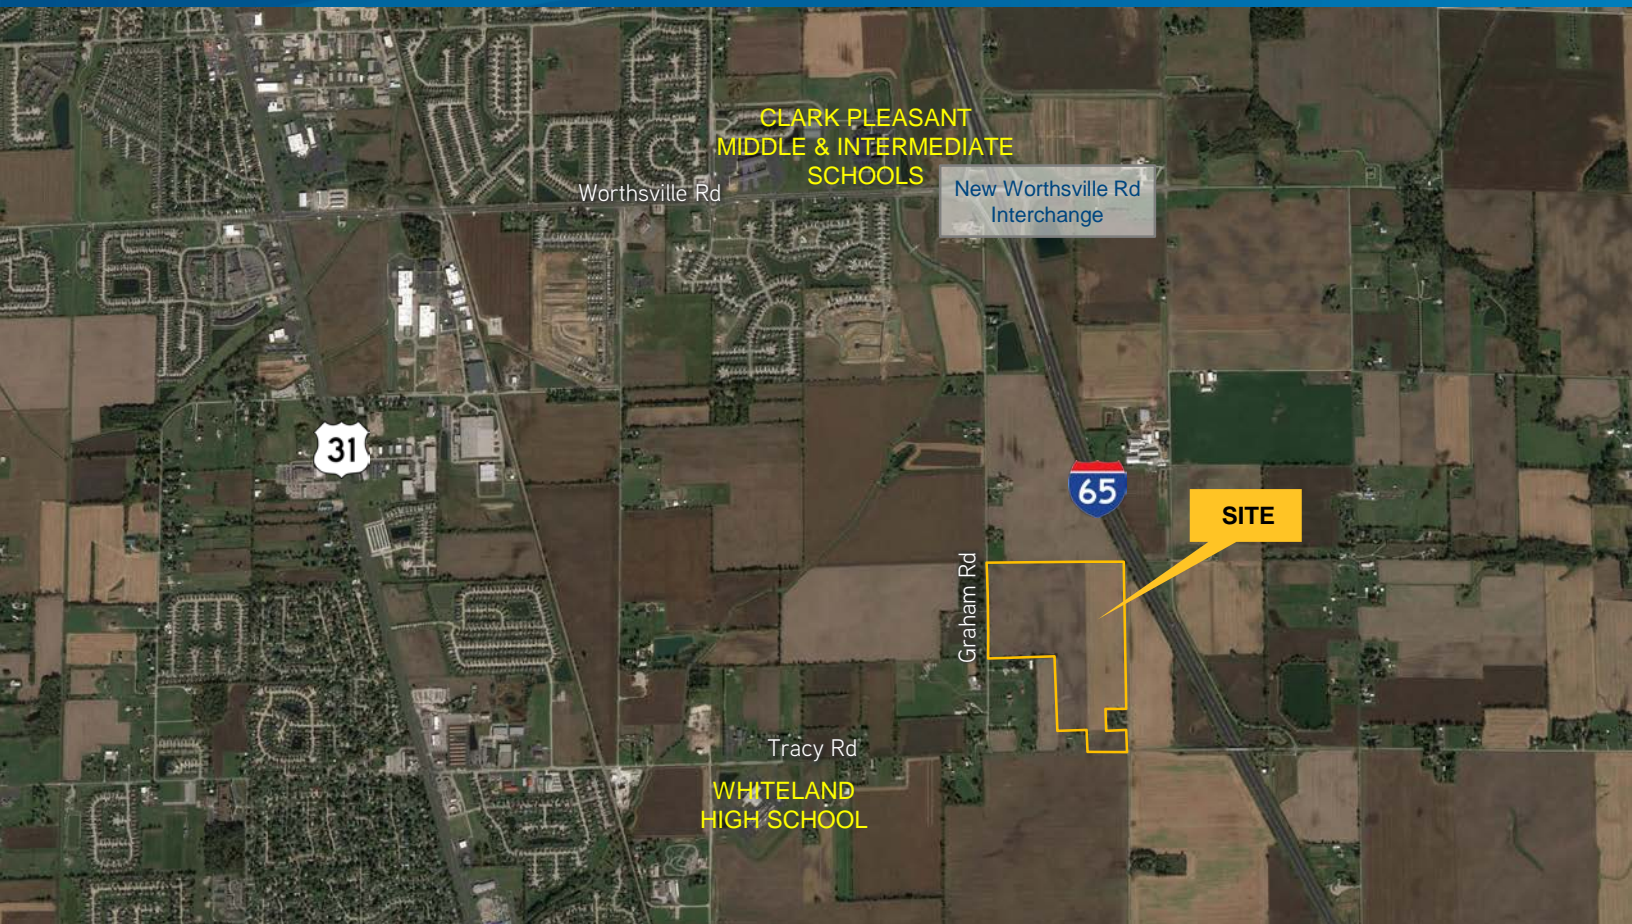 CLARK PLEASANT
MIDDLE & INTERMEDIATE
SCHOOLS
Worthsville Rd
New Worthsville Rd
Interchange
31
65
SITE
Graham Rd
Tracy Rd
WHITELAND
HIGH SCHOOL